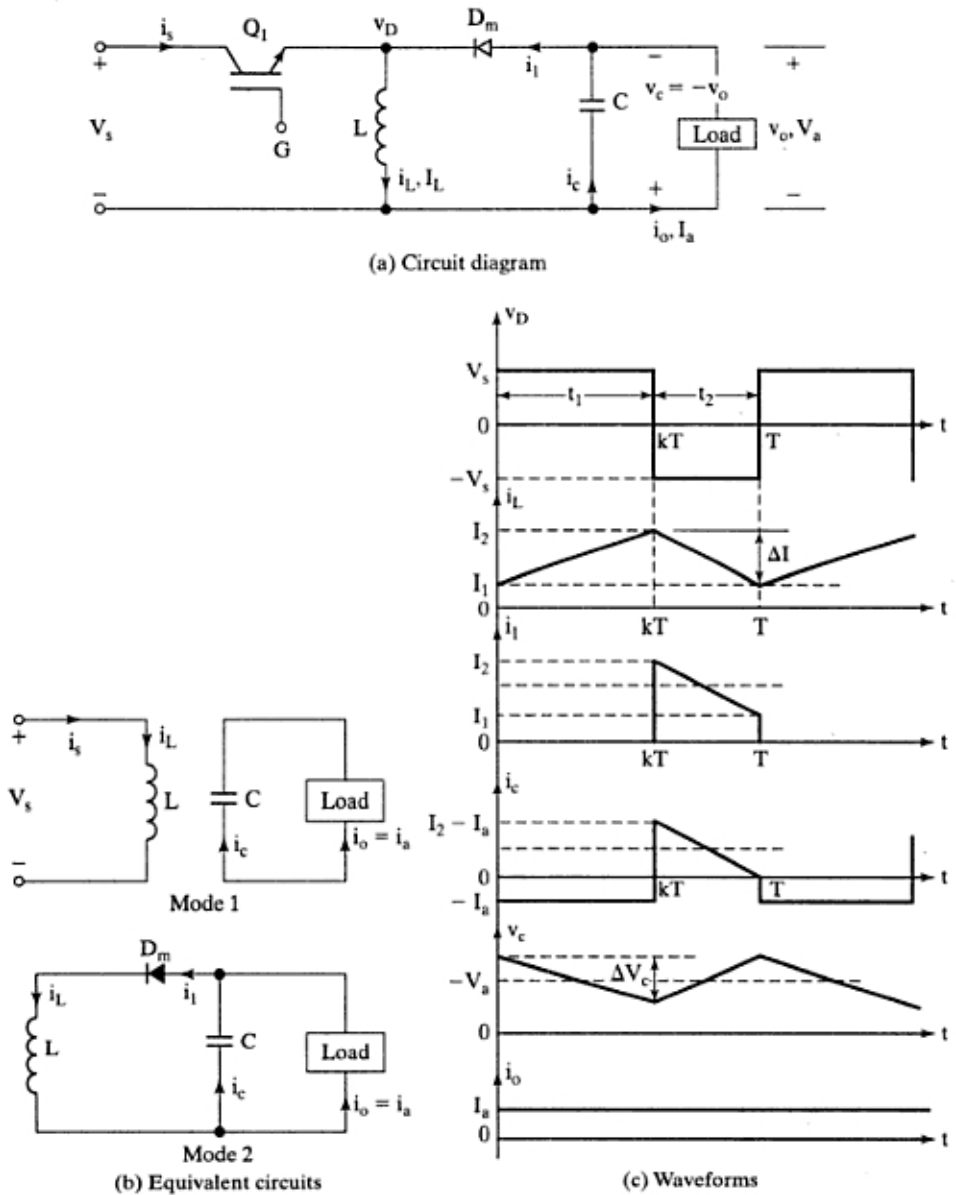 i_s
Q_1
v_D
D_m
i_1
+
V_s
−
G
L
i_L, I_L
C
i_c
−
v_c = −v_o
Load
+
i_o, I_a
+
v_o, V_a
−
(a) Circuit diagram
+
V_s
−
i_s
i_L
L
C
i_c
Load
i_o = i_a
Mode 1
D_m
i_1
i_L
L
C
i_c
Load
i_o = i_a
Mode 2
(b) Equivalent circuits
v_D
V_s
t_1
t_2
0
kT
T
t
−V_s
i_L
I_2
ΔI
I_1
0
kT
T
t
i_1
I_2
I_1
0
kT
T
t
i_c
I_2 − I_a
0
kT
T
t
− I_a
v_c
−V_a
ΔV_c
0
t
i_o
I_a
0
t
(c) Waveforms